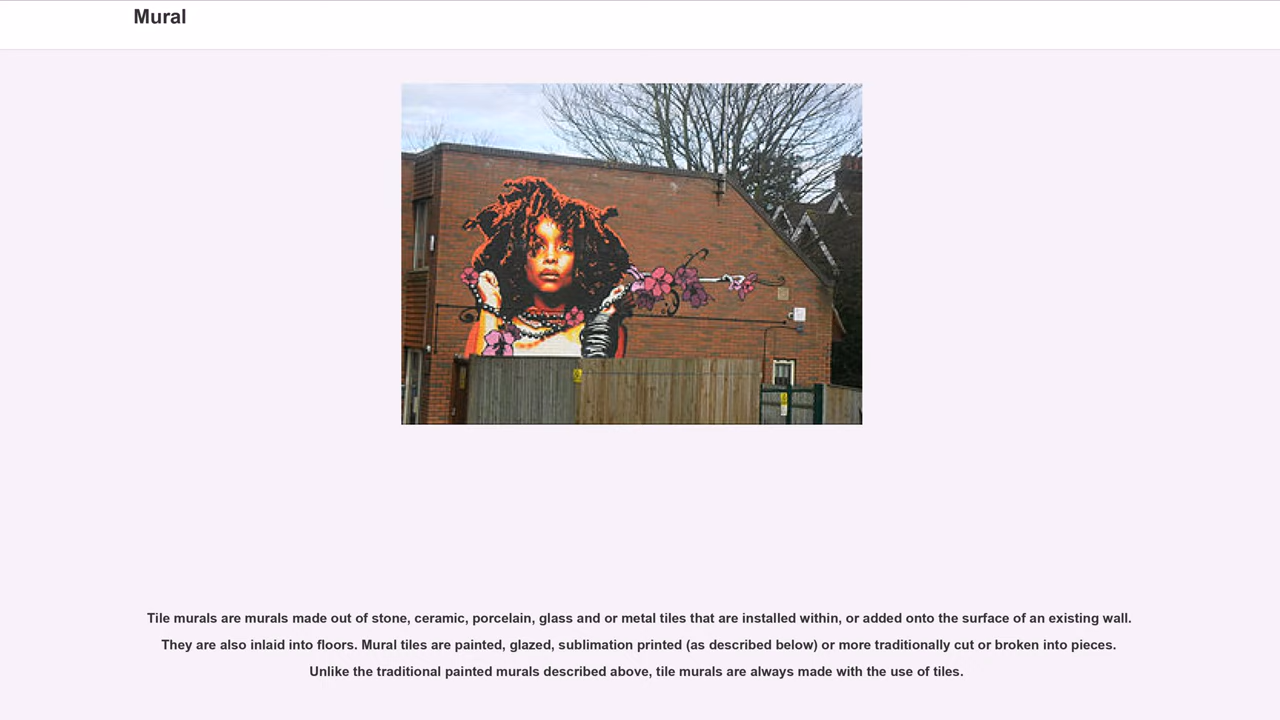 Mural
Tile murals are murals made out of stone, ceramic, porcelain, glass and or metal tiles that are installed within, or added onto the surface of an existing wall.
They are also inlaid into floors. Mural tiles are painted, glazed, sublimation printed (as described below) or more traditionally cut or broken into pieces.
Unlike the traditional painted murals described above, tile murals are always made with the use of tiles.